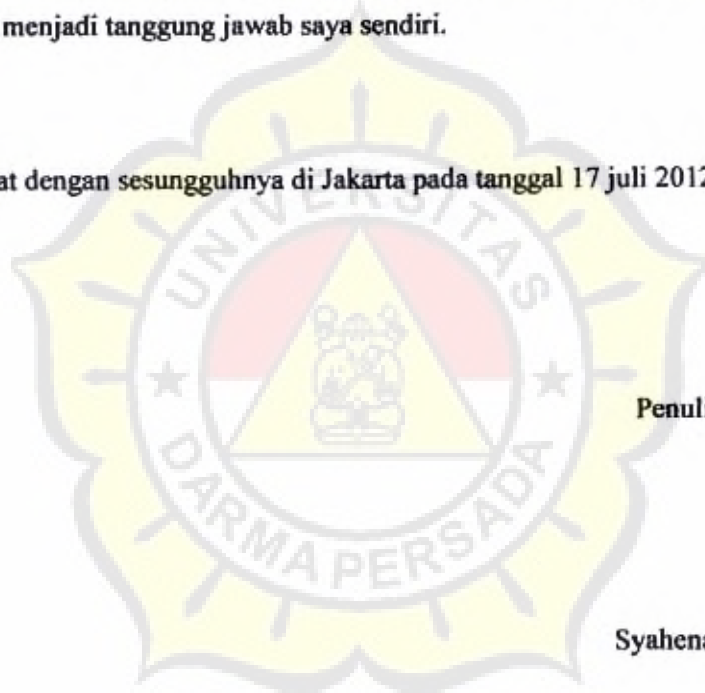 menjadi tanggung jawab saya sendiri.
at dengan sesungguhnya di Jakarta pada tanggal 17 juli 2012
UNIVERSITAS
DARMA PERSADA
Penul
Syahena